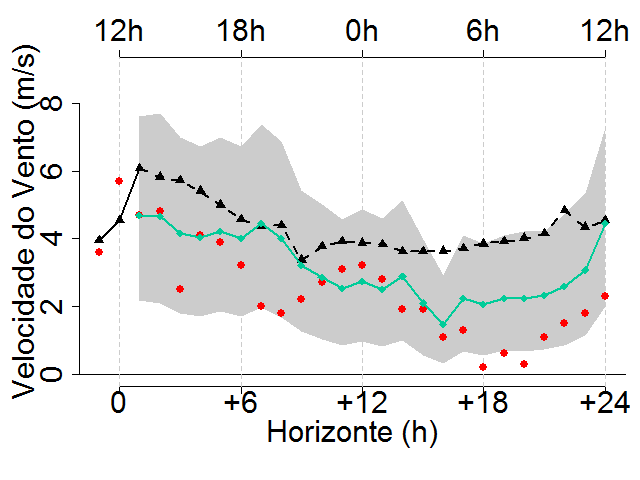 12h 18h 0h 6h 12h
Velocidade do Vento (m/s)
8
6
4
2
0
0 +6 +12 +18 +24
Horizonte (h)